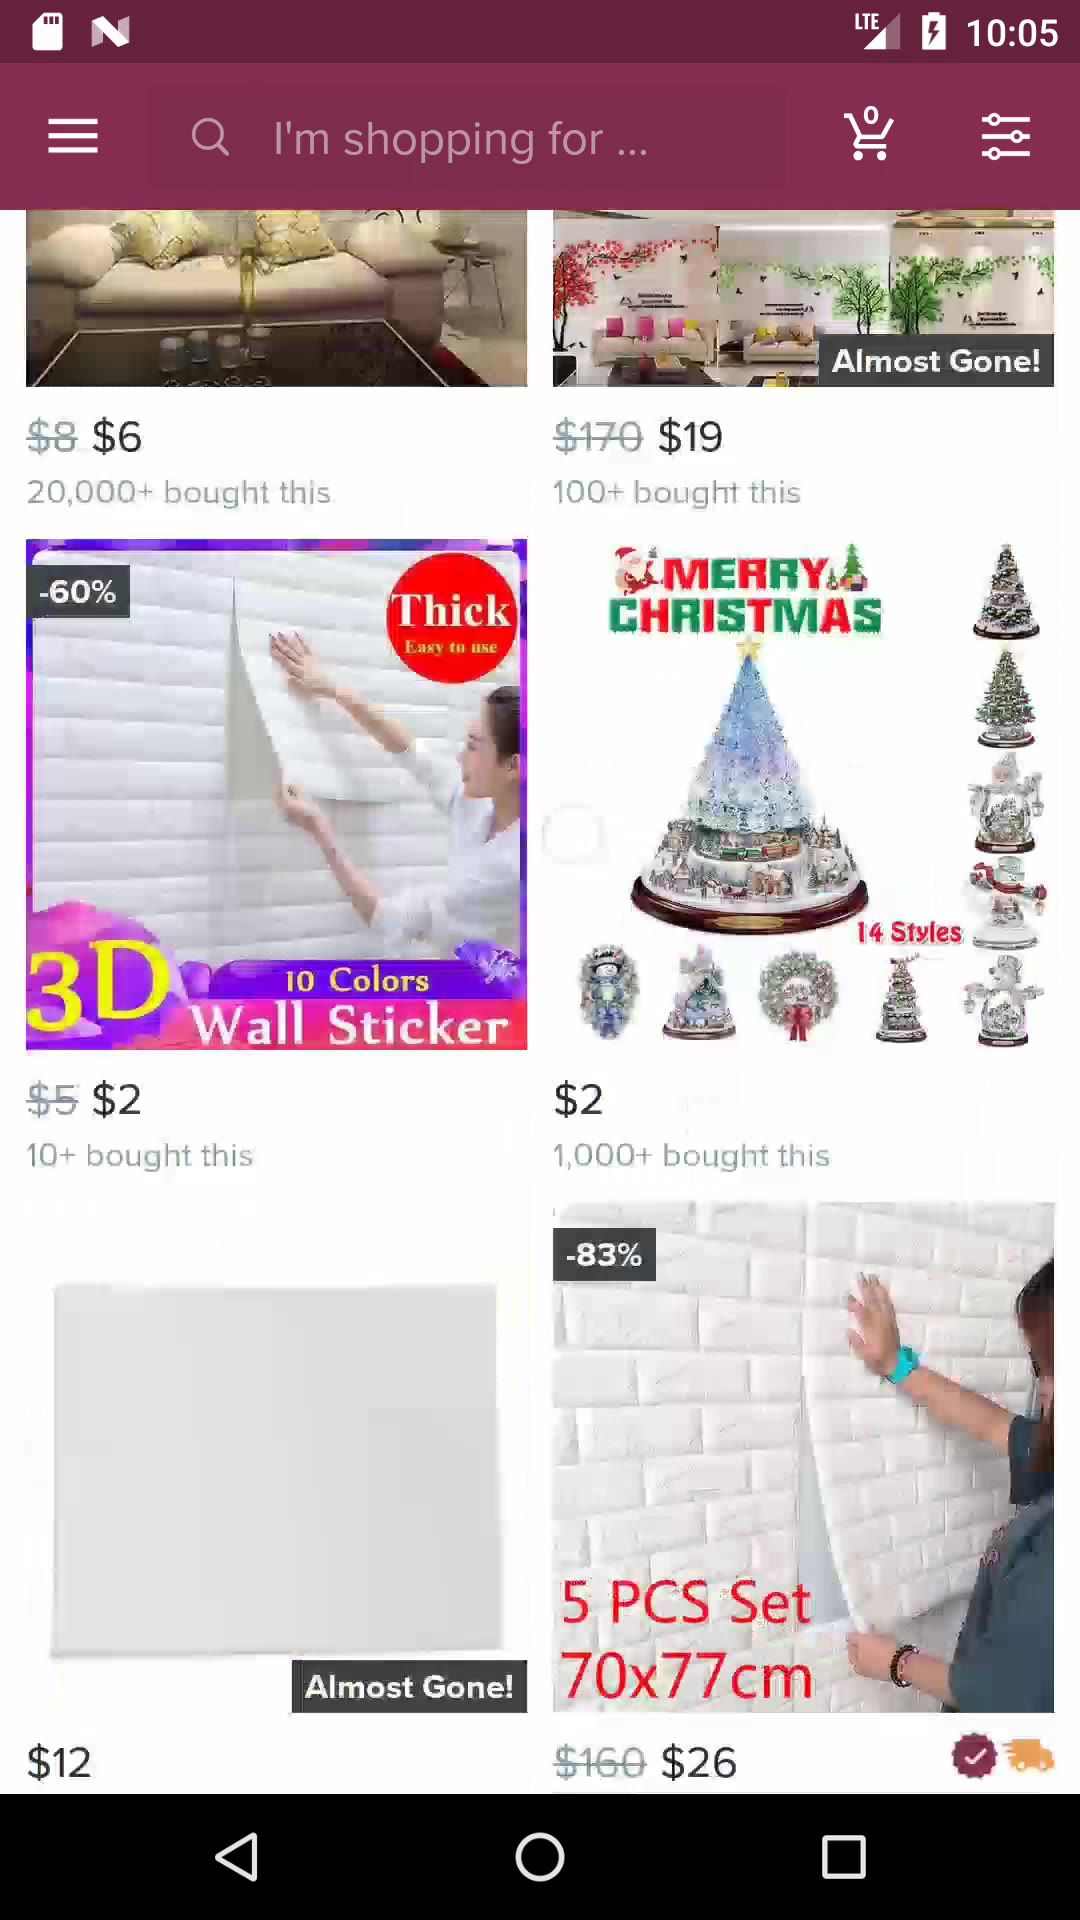 LTE 10:05
I'm shopping for ...
0
Almost Gone!
$8 $6
$170 $19
20,000+ bought this
100+ bought this
-60%
Thick
Easy to use
10 Colors
3D
Wall Sticker
MERRY
CHRISTMAS
14 Styles
$5 $2
$2
10+ bought this
1,000+ bought this
Almost Gone!
-83%
5 PCS Set
70x77cm
$12
$160 $26